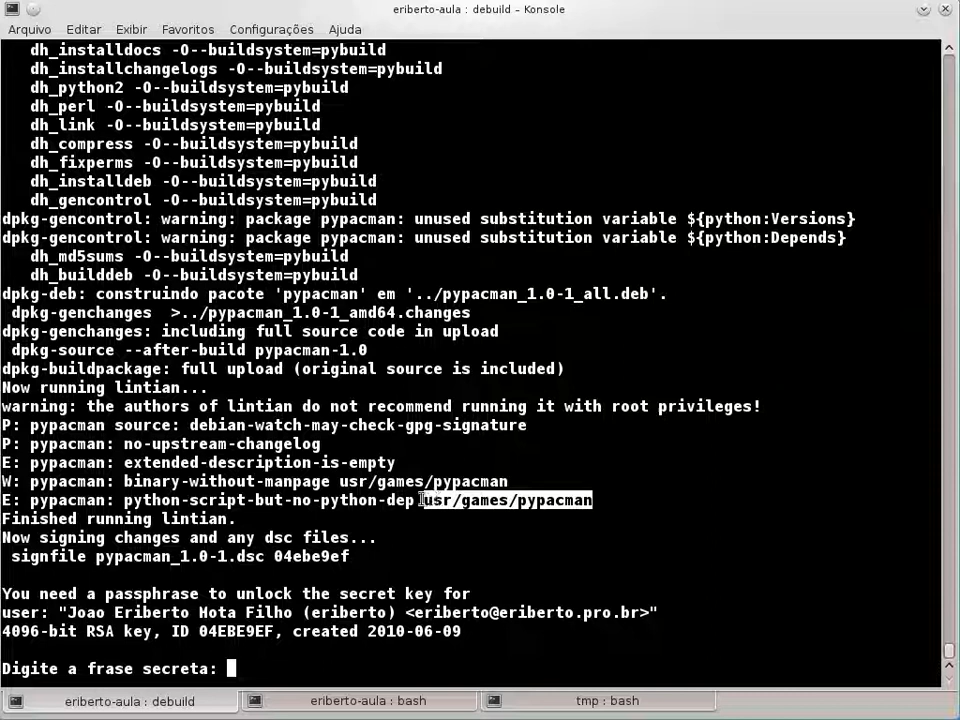 eriberto-aula : debuild – Konsole
Arquivo Editar Exibir Favoritos Configurações Ajuda
dh_installdocs -O--buildsystem=pybuild
dh_installchangelogs -O--buildsystem=pybuild
dh_python2 -O--buildsystem=pybuild
dh_perl -O--buildsystem=pybuild
dh_link -O--buildsystem=pybuild
dh_compress -O--buildsystem=pybuild
dh_fixperms -O--buildsystem=pybuild
dh_installdeb -O--buildsystem=pybuild
dh_gencontrol -O--buildsystem=pybuild
dpkg-gencontrol: warning: package pypacman: unused substitution variable ${python:Versions}
dpkg-gencontrol: warning: package pypacman: unused substitution variable ${python:Depends}
dh_md5sums -O--buildsystem=pybuild
dh_builddeb -O--buildsystem=pybuild
dpkg-deb: construindo pacote 'pypacman' em '../pypacman_1.0-1_all.deb'.
dpkg-genchanges >../pypacman_1.0-1_amd64.changes
dpkg-genchanges: including full source code in upload
dpkg-source --after-build pypacman-1.0
dpkg-buildpackage: full upload (original source is included)
Now running lintian...
warning: the authors of lintian do not recommend running it with root privileges!
P: pypacman source: debian-watch-may-check-gpg-signature
P: pypacman: no-upstream-changelog
E: pypacman: extended-description-is-empty
W: pypacman: binary-without-manpage usr/games/pypacman
E: pypacman: python-script-but-no-python-dep usr/games/pypacman
Finished running lintian.
Now signing changes and any dsc files...
signfile pypacman_1.0-1.dsc 04ebe9ef
You need a passphrase to unlock the secret key for
user: "Joao Eriberto Mota Filho (eriberto) <eriberto@eriberto.pro.br>"
4096-bit RSA key, ID 04EBE9EF, created 2010-06-09
Digite a frase secreta:
eriberto-aula : debuild eriberto-aula : bash tmp : bash